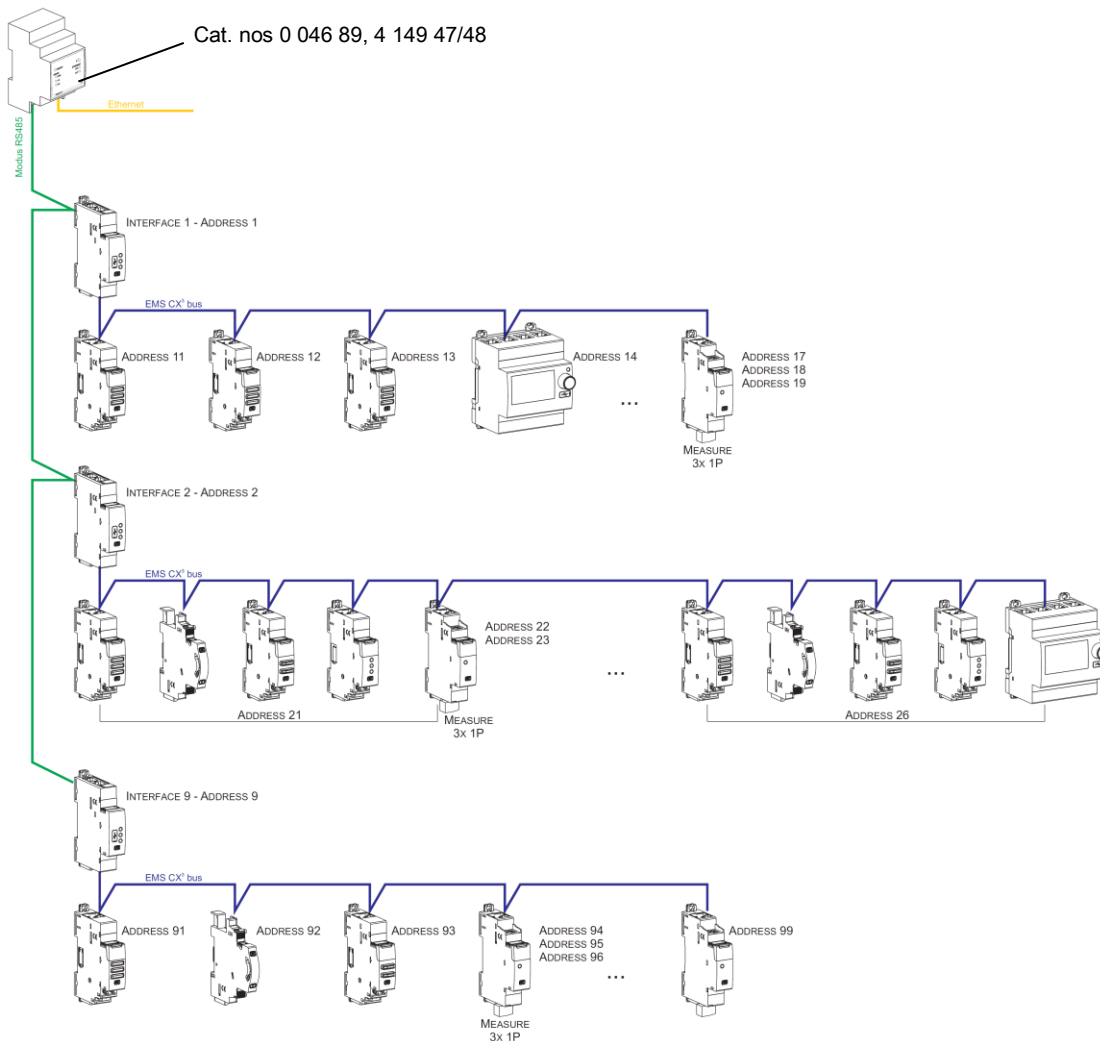 Cat. nos 0 046 89, 4 149 47/48
Ethernet
Modus RS485
INTERFACE 1 - ADDRESS 1
EMS CX³ bus
ADDRESS 11
ADDRESS 12
ADDRESS 13
ADDRESS 14
ADDRESS 17
ADDRESS 18
ADDRESS 19
...
MEASURE
3X 1P
INTERFACE 2 - ADDRESS 2
EMS CX³ bus
ADDRESS 22
ADDRESS 23
...
ADDRESS 21
MEASURE
3X 1P
ADDRESS 26
INTERFACE 9 - ADDRESS 9
EMS CX³ bus
ADDRESS 91
ADDRESS 92
ADDRESS 93
ADDRESS 94
ADDRESS 95
ADDRESS 96
...
ADDRESS 99
MEASURE
3X 1P